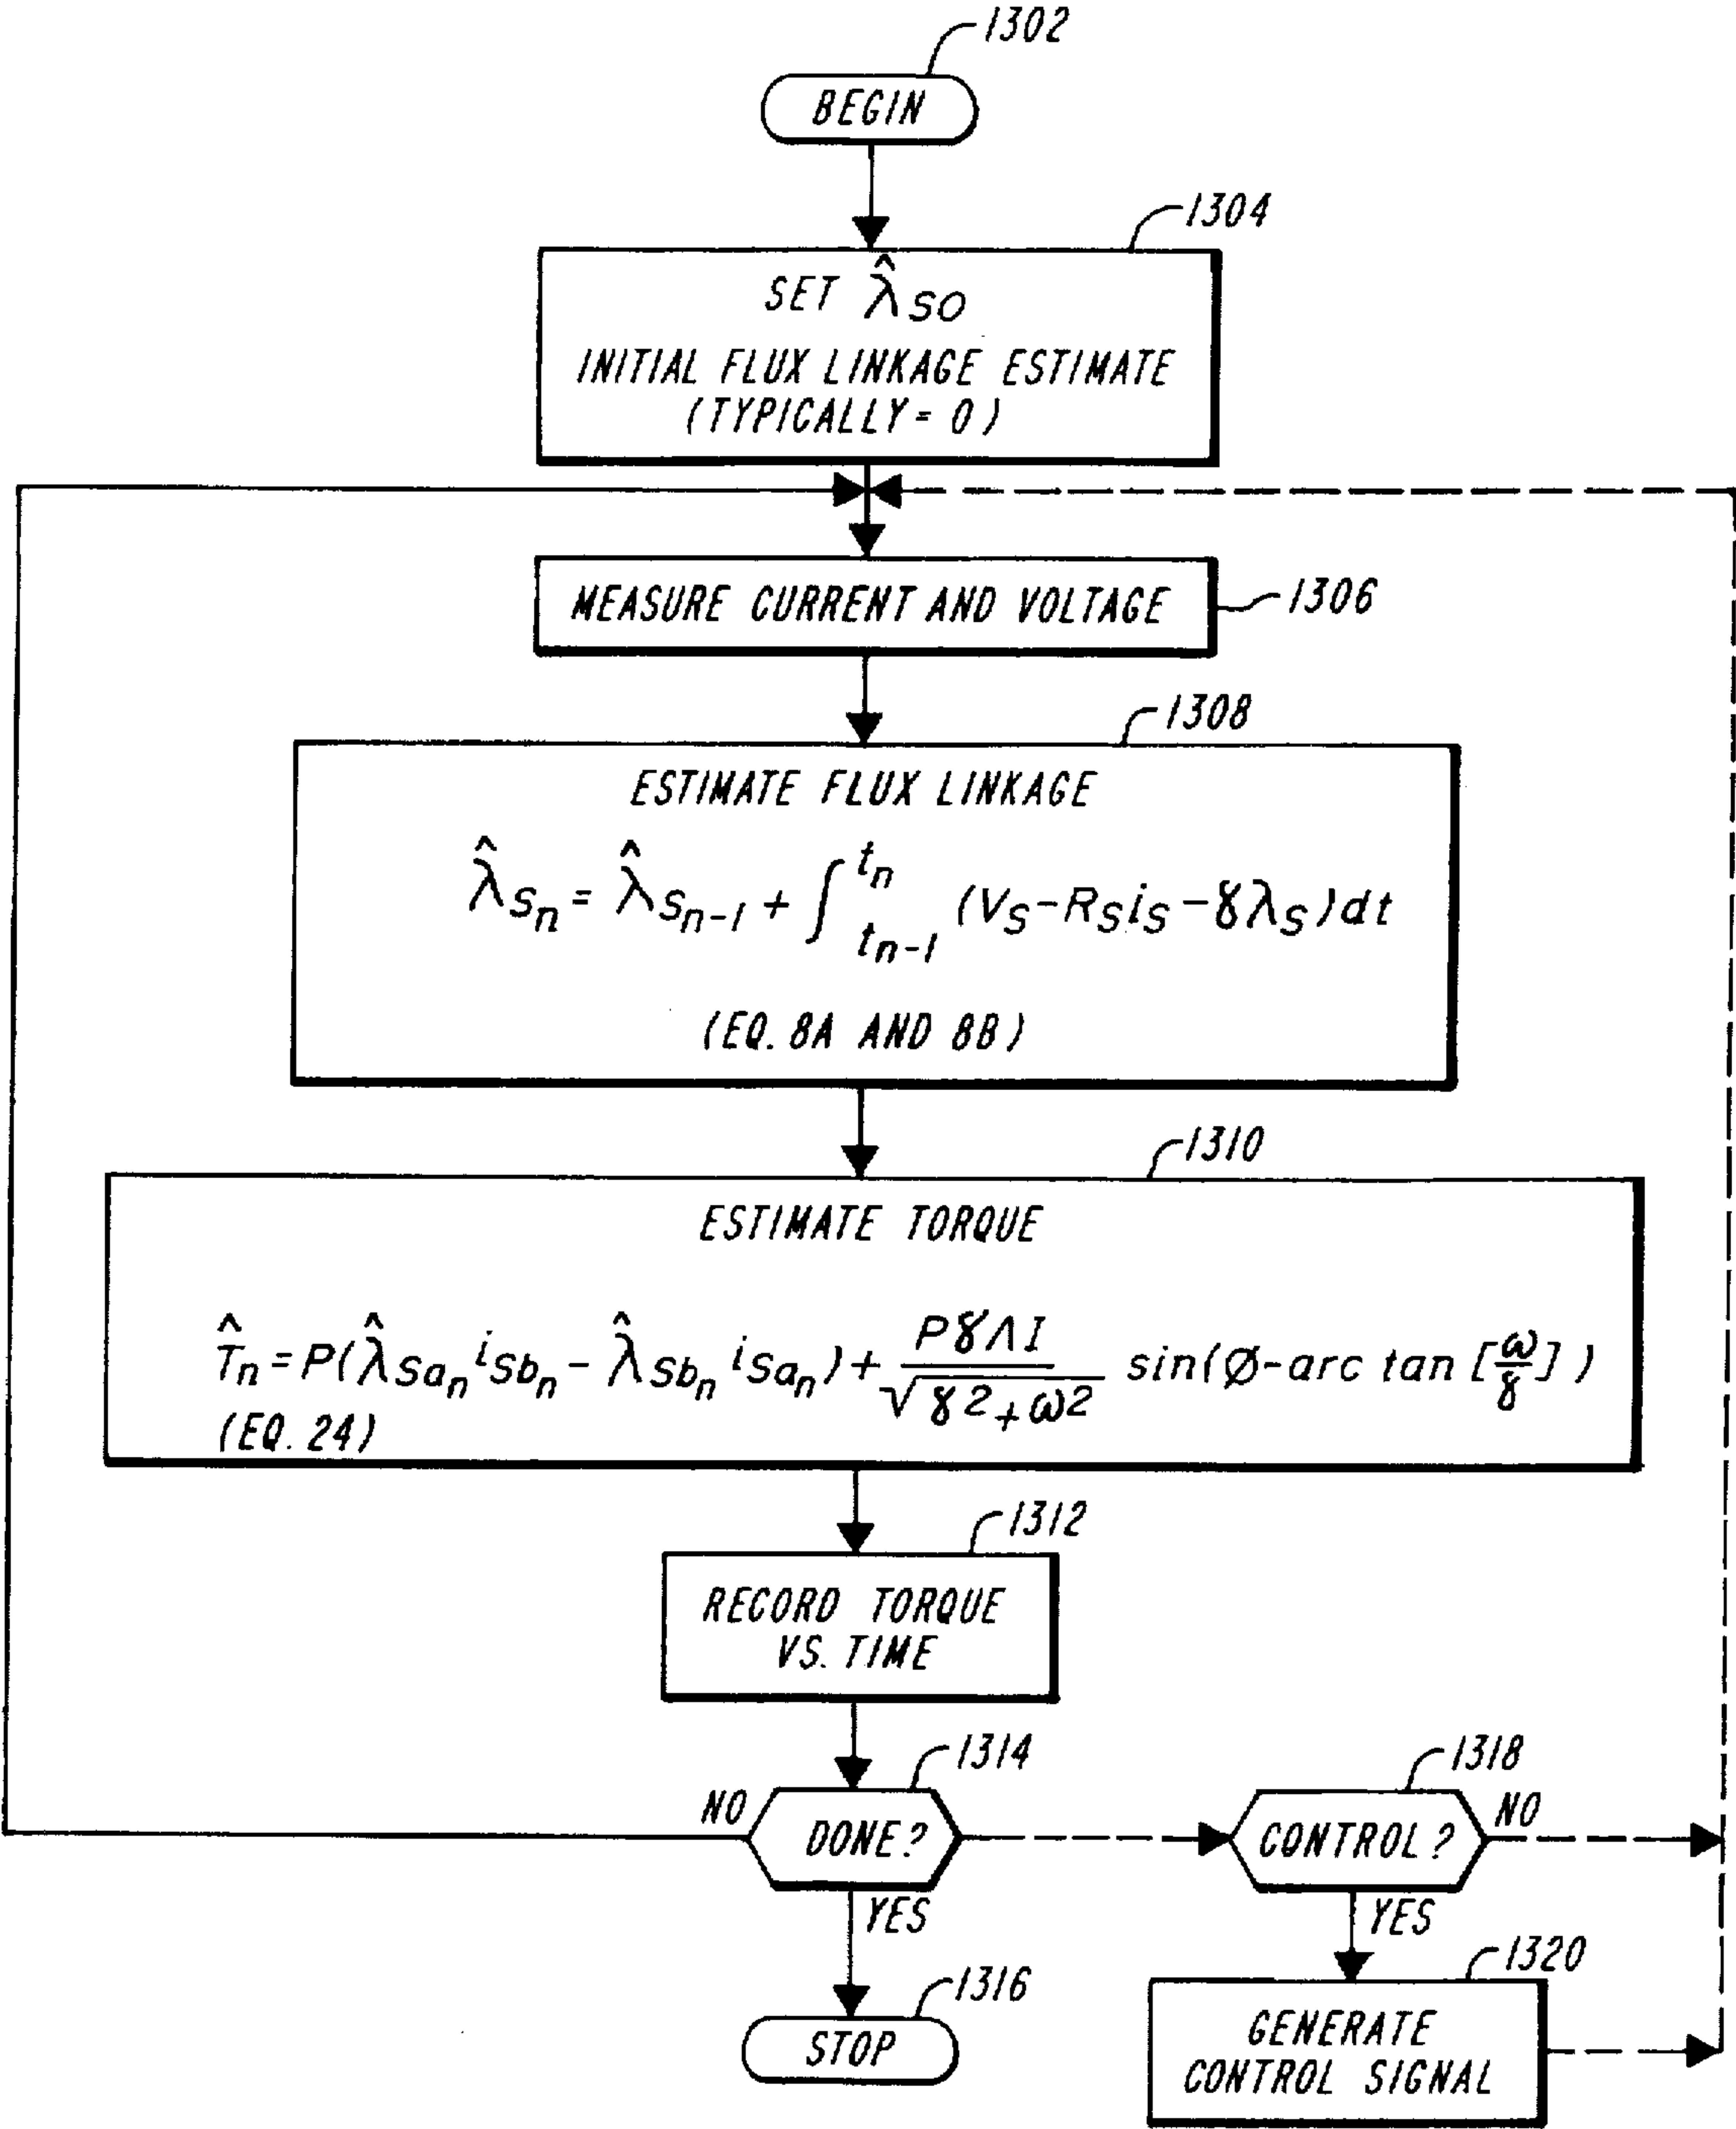 1302
BEGIN
1304
SET λ̂SO
INITIAL FLUX LINKAGE ESTIMATE
(TYPICALLY = 0)
MEASURE CURRENT AND VOLTAGE
1306
1308
ESTIMATE FLUX LINKAGE
λ̂Sn = λ̂Sn-1 + ∫ tn tn-1 (VS-RSiS-γλS)dt
(EQ. 8A AND 8B)
1310
ESTIMATE TORQUE
T̂n = P(λ̂San iSbn - λ̂Sbn iSan) + PγΛI / √γ2+ω2 sin(Ø-arc tan [ω/γ])
(EQ. 24)
1312
RECORD TORQUE
VS. TIME
1314
NO
DONE?
YES
1316
STOP
1318
CONTROL?
NO
YES
1320
GENERATE
CONTROL SIGNAL